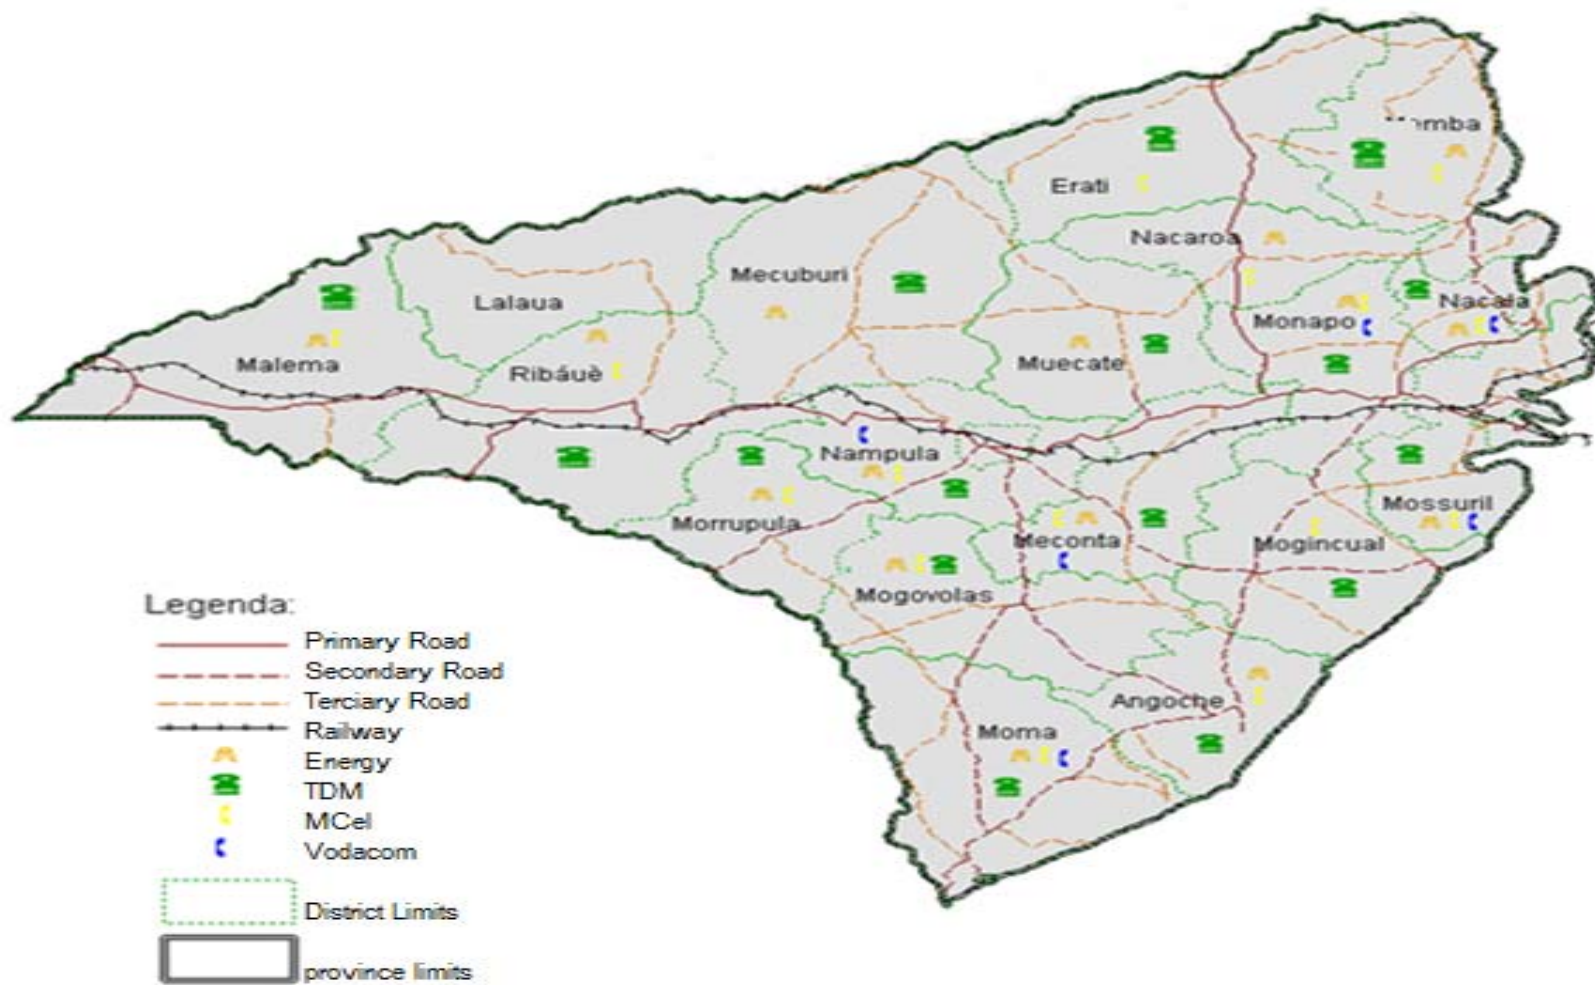 Erati
Nacaroa
Mecuburi
Lalaua
Nacala
Monapo
Malema
Ribáuè
Muecate
Nampula
Morrupula
Mossuril
Meconta
Mogincual
Mogovolas
Angoche
Moma
Legenda:
Primary Road
Secondary Road
Terciary Road
Railway
Energy
TDM
MCel
Vodacom
District Limits
province limits